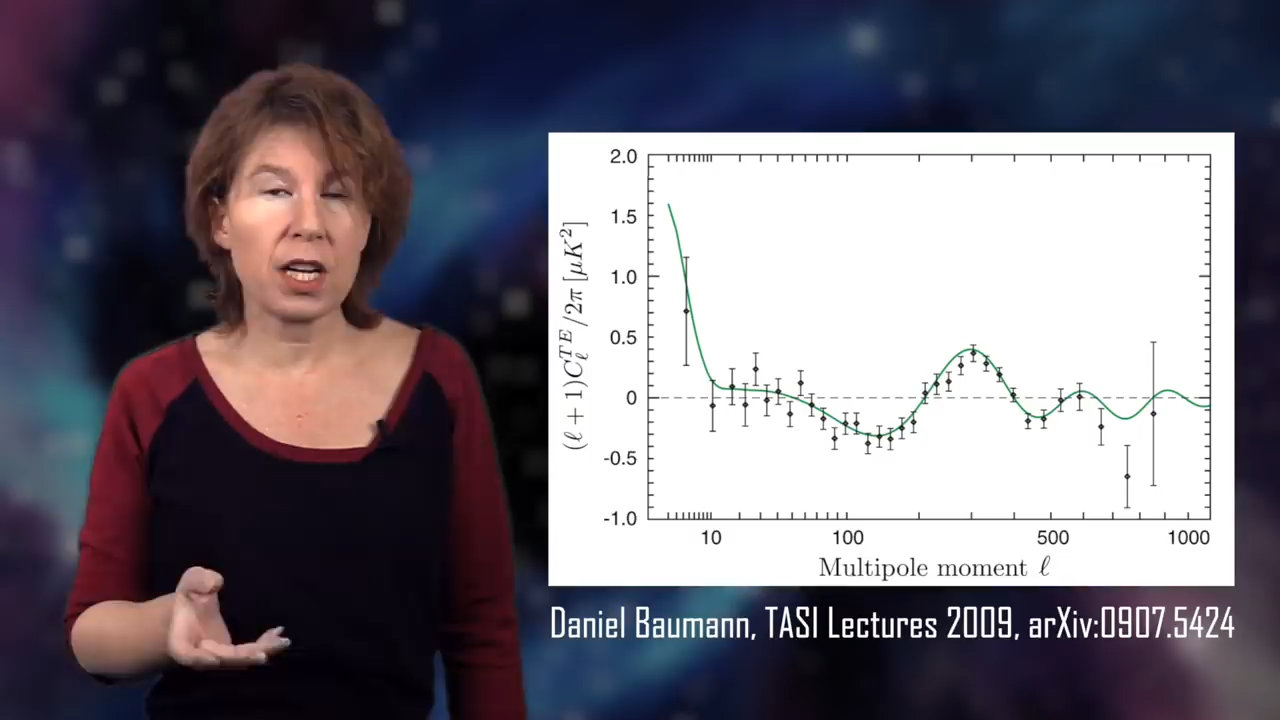 2.0
1.5
1.0
0.5
0
-0.5
-1.0
(ℓ + 1)C_ℓ^{TE}/2π [μK²]
10 100 500 1000
Multipole moment ℓ
Daniel Baumann, TASI Lectures 2009, arXiv:0907.5424